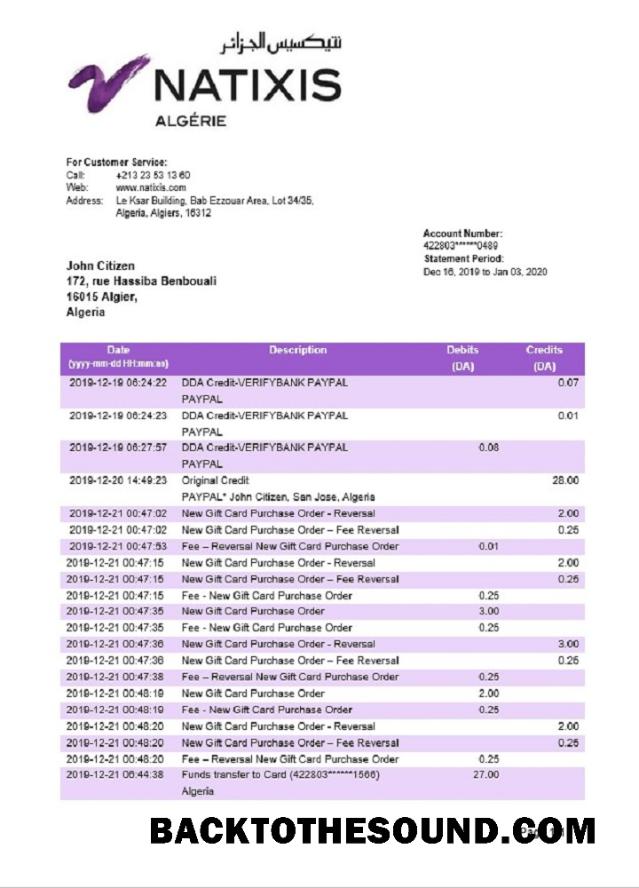 نتيكسيس الجزائر
NATIXIS
ALGÉRIE
For Customer Service:
Call: +213 23 53 13 60
Web: www.natixis.com
Address: Le Ksar Building, Bab Ezzouar Area, Lot 34/35,
Algeria, Algiers, 16312
Account Number:
422803******0489
Statement Period:
Dec 16, 2019 to Jan 03, 2020
John Citizen
172, rue Hassiba Benbouali
16015 Algier,
Algeria
Date Description Debits Credits
(yyyy-mm-dd HH:mm:ss) (DA) (DA)
2019-12-19 06:24:22 DDA Credit-VERIFYBANK PAYPAL 0.07
PAYPAL
2019-12-19 06:24:23 DDA Credit-VERIFYBANK PAYPAL 0.01
PAYPAL
2019-12-19 06:27:57 DDA Credit-VERIFYBANK PAYPAL 0.08
PAYPAL
2019-12-20 14:49:23 Original Credit 28.00
PAYPAL* John Citizen, San Jose, Algeria
2019-12-21 00:47:02 New Gift Card Purchase Order - Reversal 2.00
2019-12-21 00:47:02 New Gift Card Purchase Order – Fee Reversal 0.25
2019-12-21 00:47:53 Fee – Reversal New Gift Card Purchase Order 0.01
2019-12-21 00:47:15 New Gift Card Purchase Order - Reversal 2.00
2019-12-21 00:47:15 New Gift Card Purchase Order – Fee Reversal 0.25
2019-12-21 00:47:15 Fee - New Gift Card Purchase Order 0.25
2019-12-21 00:47:35 New Gift Card Purchase Order 3.00
2019-12-21 00:47:35 Fee - New Gift Card Purchase Order 0.25
2019-12-21 00:47:36 New Gift Card Purchase Order - Reversal 3.00
2019-12-21 00:47:36 New Gift Card Purchase Order – Fee Reversal 0.25
2019-12-21 00:47:38 Fee – Reversal New Gift Card Purchase Order 0.25
2019-12-21 00:48:19 New Gift Card Purchase Order 2.00
2019-12-21 00:48:19 Fee - New Gift Card Purchase Order 0.25
2019-12-21 00:48:20 New Gift Card Purchase Order - Reversal 2.00
2019-12-21 00:48:20 New Gift Card Purchase Order – Fee Reversal 0.25
2019-12-21 00:48:20 Fee – Reversal New Gift Card Purchase Order 0.25
2019-12-21 05:44:38 Funds transfer to Card (422803******1566) 27.00
Algeria
BACKTOTHESOUND.COM